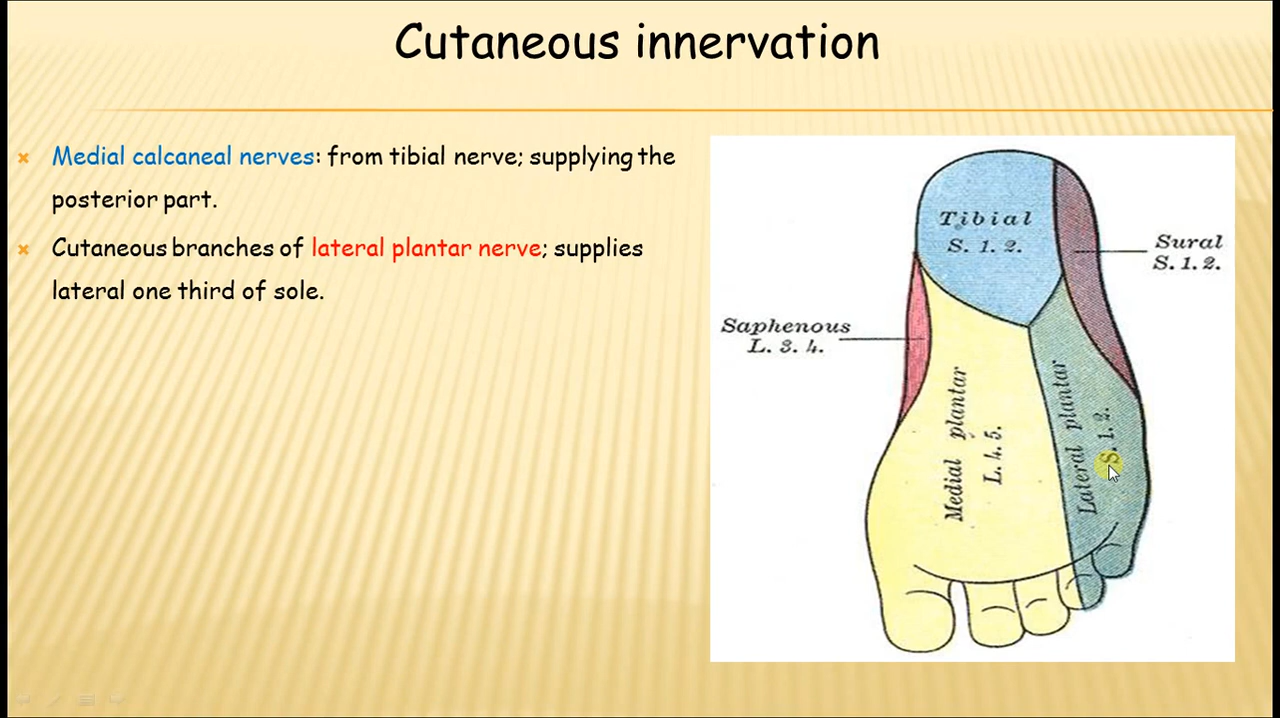 Cutaneous innervation
Medial calcaneal nerves: from tibial nerve; supplying the
posterior part.
Cutaneous branches of lateral plantar nerve; supplies
lateral one third of sole.
Tibial
S. 1. 2.
Sural
S. 1. 2.
Saphenous
L. 3. 4.
Medial plantar
L. 4. 5.
Lateral plantar
S. 1. 2.